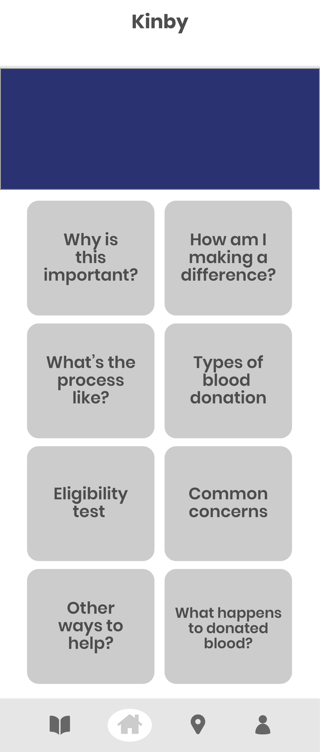 Kinby
Why is
this
important?
How am I
making a
difference?
What's the
process
like?
Types of
blood
donation
Eligibility
test
Common
concerns
Other
ways to
help?
What happens
to donated
blood?